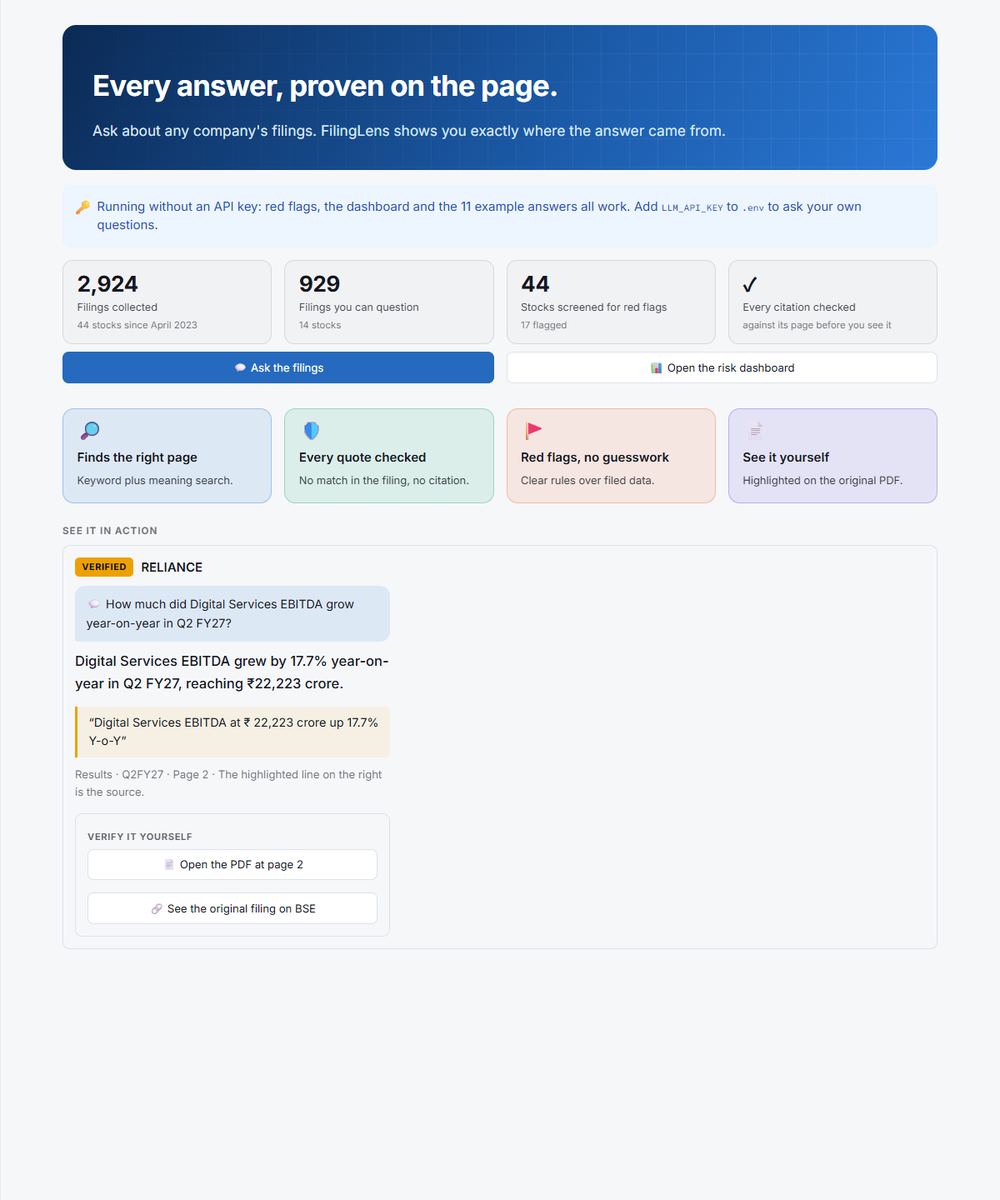 Every answer, proven on the page.
Ask about any company's filings. FilingLens shows you exactly where the answer came from.
Running without an API key: red flags, the dashboard and the 11 example answers all work. Add LLM_API_KEY to .env to ask your own
questions.
2,924
Filings collected
44 stocks since April 2023
929
Filings you can question
14 stocks
44
Stocks screened for red flags
17 flagged
✓
Every citation checked
against its page before you see it
Ask the filings
Open the risk dashboard
Finds the right page
Keyword plus meaning search.
Every quote checked
No match in the filing, no citation.
Red flags, no guesswork
Clear rules over filed data.
See it yourself
Highlighted on the original PDF.
SEE IT IN ACTION
VERIFIED RELIANCE
How much did Digital Services EBITDA grow
year-on-year in Q2 FY27?
Digital Services EBITDA grew by 17.7% year-on-
year in Q2 FY27, reaching ₹22,223 crore.
“Digital Services EBITDA at ₹ 22,223 crore up 17.7%
Y-o-Y”
Results · Q2FY27 · Page 2 · The highlighted line on the right
is the source.
VERIFY IT YOURSELF
Open the PDF at page 2
See the original filing on BSE